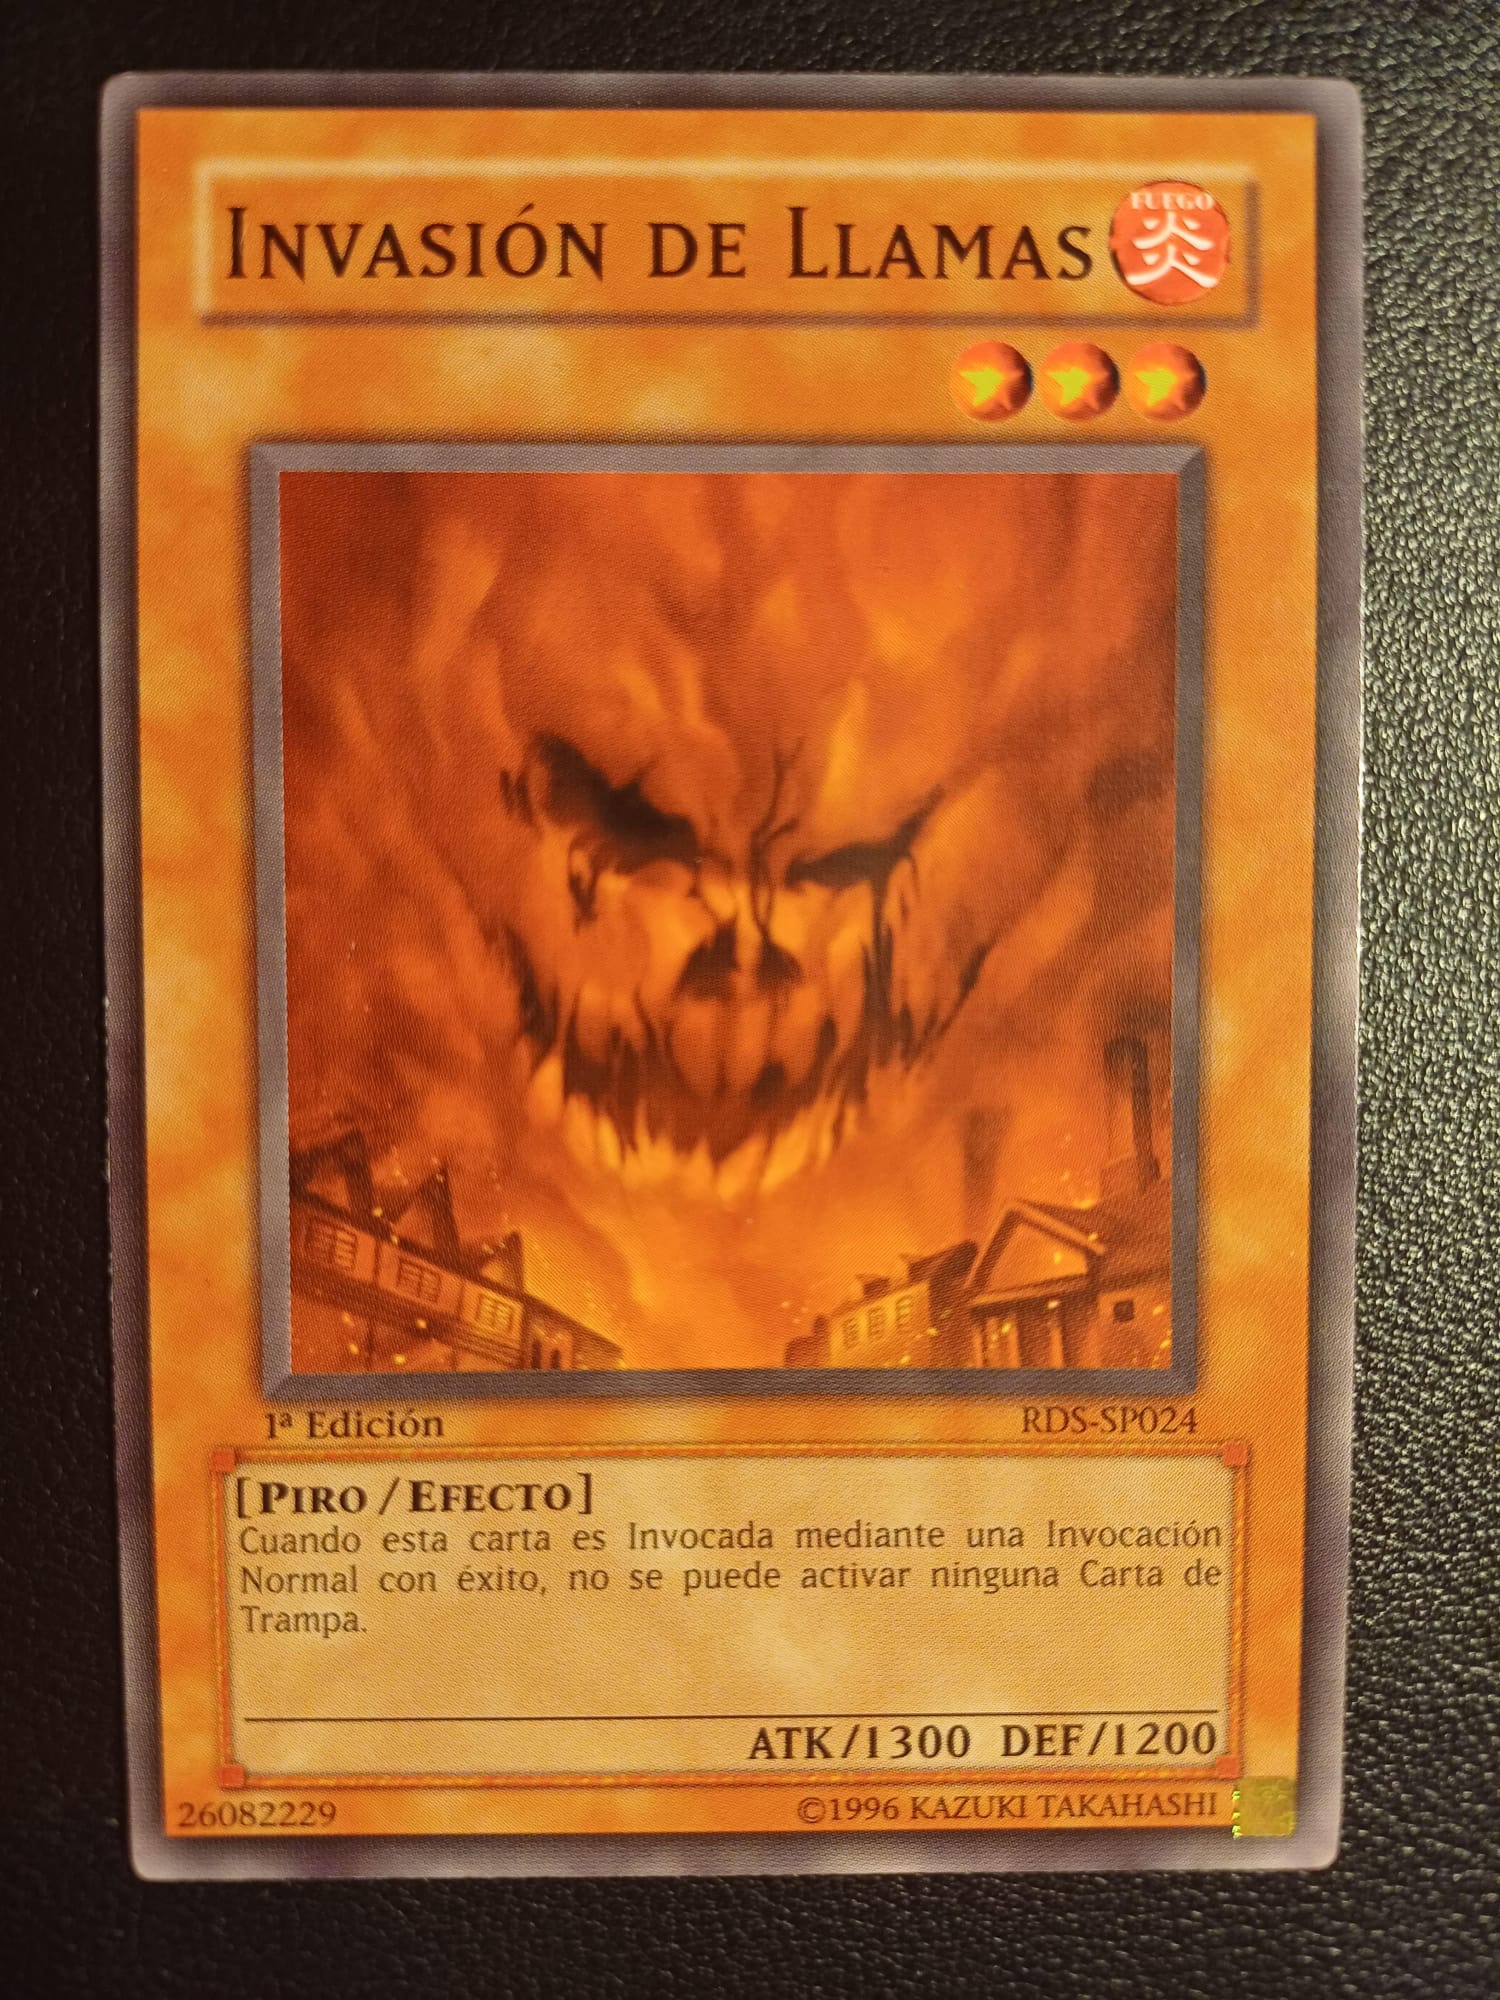 Invasión de Llamas
FUEGO
炎
1ª Edición
RDS-SP024
[Piro/Efecto]
Cuando esta carta es Invocada mediante una Invocación
Normal con éxito, no se puede activar ninguna Carta de
Trampa.
ATK/1300 DEF/1200
26082229
©1996 KAZUKI TAKAHASHI